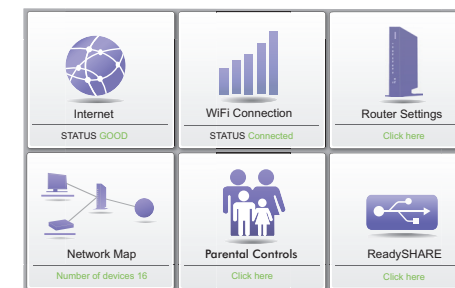 Internet
STATUS GOOD
WiFi Connection
STATUS Connected
Router Settings
Click here
Network Map
Number of devices 16
Parental Controls
Click here
ReadySHARE
Click here